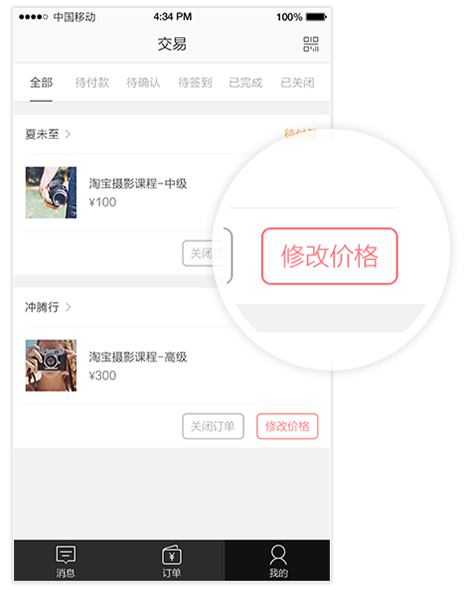 中国移动 4:34 PM 100%
交易
全部 待付款 待确认 待签到 已完成 已关闭
夏未至 待付款
淘宝摄影课程-中级
¥100
关闭订
修改价格
冲腾行
淘宝摄影课程-高级
¥300
关闭订单 修改价格
消息 订单 我的